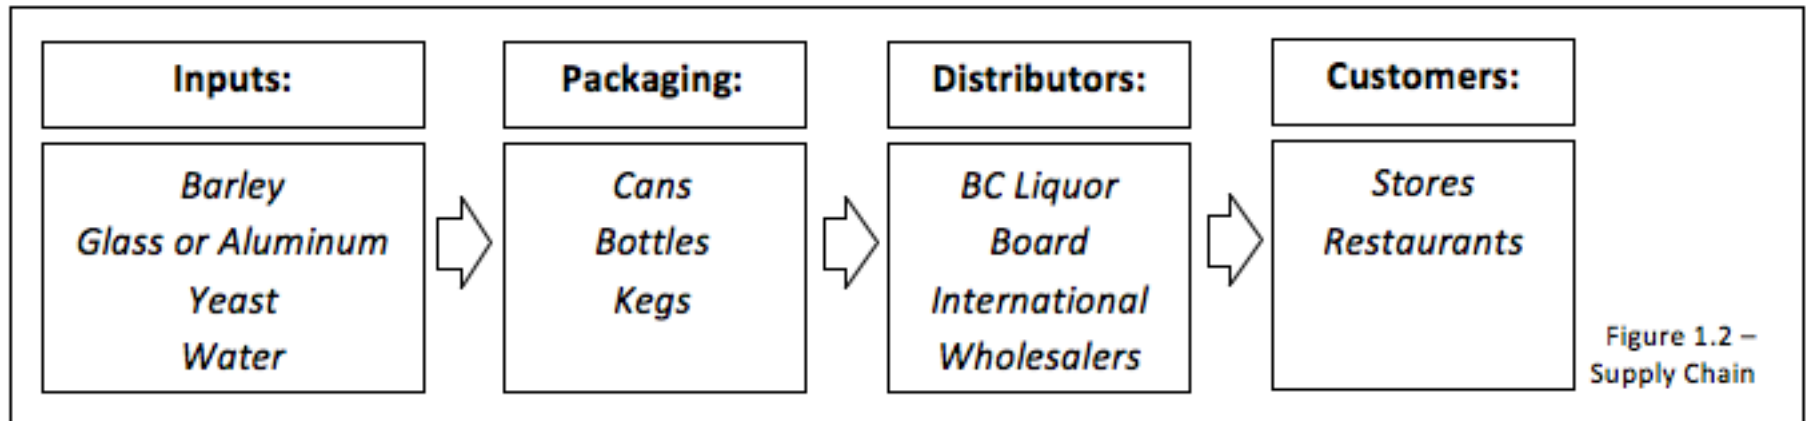 Inputs:
Barley
Glass or Aluminum
Yeast
Water
Packaging:
Cans
Bottles
Kegs
Distributors:
BC Liquor
Board
International
Wholesalers
Customers:
Stores
Restaurants
Figure 1.2 –
Supply Chain